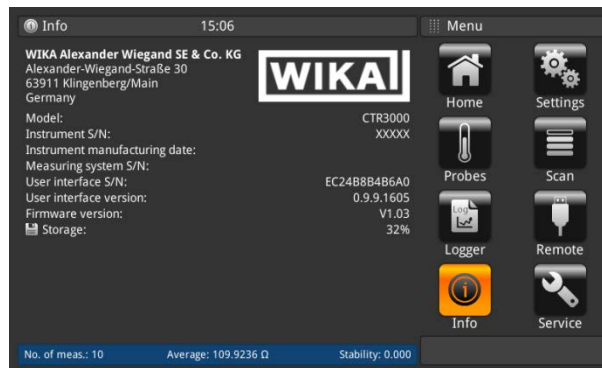 Info 15:06
WIKA Alexander Wiegand SE & Co. KG
Alexander-Wiegand-Straße 30
63911 Klingenberg/Main
Germany
WIKA
Model: CTR3000
Instrument S/N: XXXXX
Instrument manufacturing date:
Measuring system S/N:
User interface S/N: EC24B8B4B6A0
User interface version: 0.9.9.1605
Firmware version: V1.03
Storage: 32%
No. of meas.: 10 Average: 109.9236 Ω Stability: 0.000
Menu
Home Settings
Probes Scan
Log
Logger Remote
Info Service